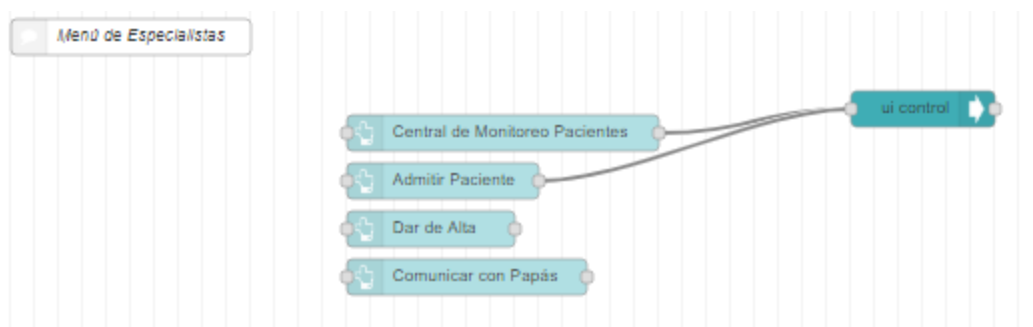 Menú de Especialistas
ui control
Central de Monitoreo Pacientes
Admitir Paciente
Dar de Alta
Comunicar con Papás